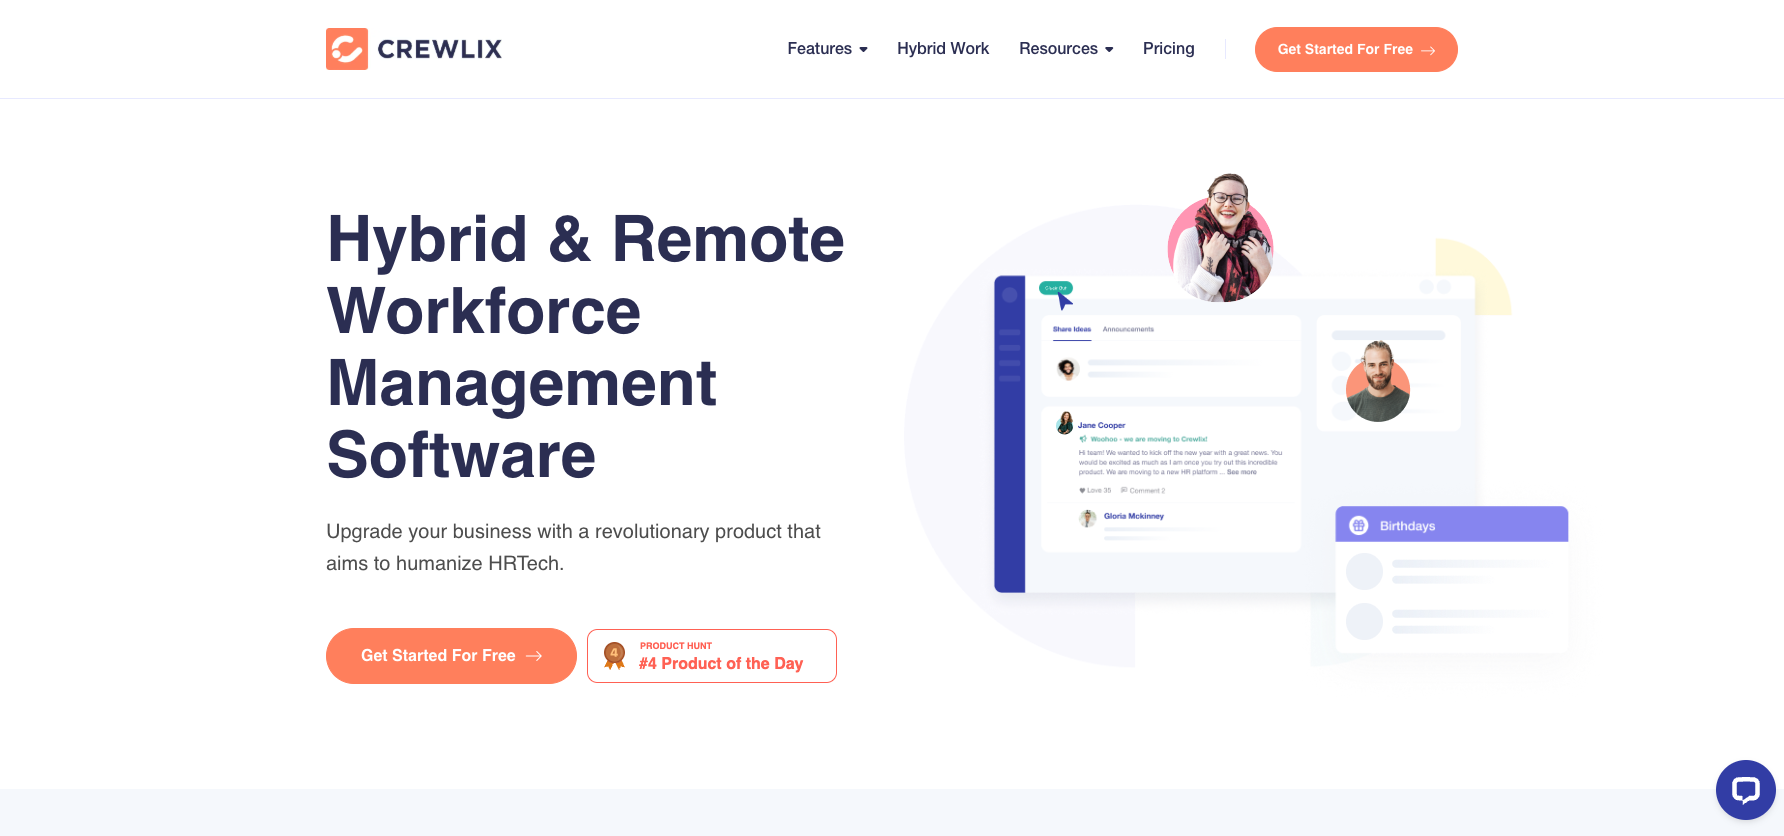 CREWLIX
Features
Hybrid Work
Resources
Pricing
Get Started For Free
Hybrid & Remote
Workforce
Management
Software
Upgrade your business with a revolutionary product that
aims to humanize HRTech.
Get Started For Free
4
PRODUCT HUNT
#4 Product of the Day
Share Ideas
Announcements
Jane Cooper
Woohoo - we are moving to Crewlix!
Hi team! We wanted to kick off the new year with a great news. You
would be excited as much as I am once you try out this incredible
product. We are moving to a new HR platform ... See more
Love 35
Comment 2
Gloria Mckinney
Birthdays